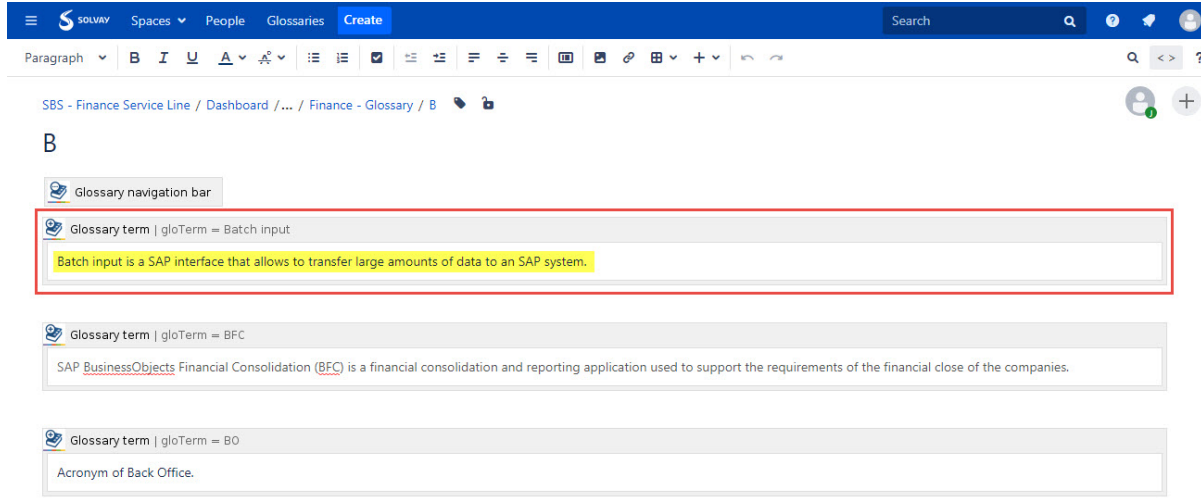 SOLVAY Spaces People Glossaries Create Search
Paragraph B I U A
SBS - Finance Service Line / Dashboard /... / Finance - Glossary / B
B
Glossary navigation bar
Glossary term | gloTerm = Batch input
Batch input is a SAP interface that allows to transfer large amounts of data to an SAP system.
Glossary term | gloTerm = BFC
SAP BusinessObjects Financial Consolidation (BFC) is a financial consolidation and reporting application used to support the requirements of the financial close of the companies.
Glossary term | gloTerm = BO
Acronym of Back Office.